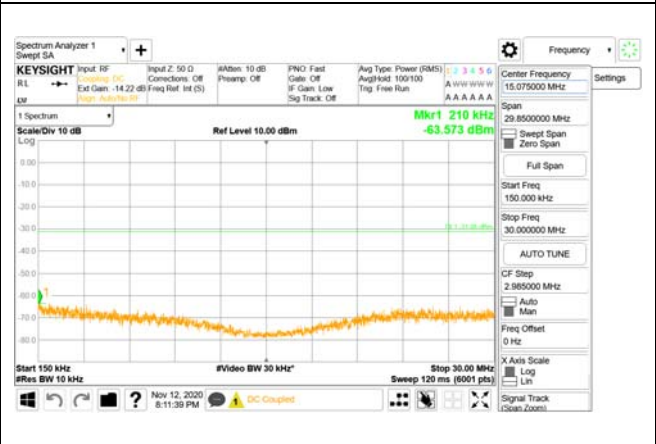 Spectrum Analyzer 1
Swept SA
+
Frequency
KEYSIGHT
RL
Input: RF
Coupling: DC
Ext Gain: -14.22 dB
Align: Auto/No RF
Input Z: 50 Ω
Corrections: Off
Freq Ref: Int (S)
#Atten: 10 dB
Preamp: Off
PNO: Fast
Gate: Off
IF Gain: Low
Sig Track: Off
Avg Type: Power (RMS)
Avg|Hold: 100/100
Trig: Free Run
1 2 3 4 5 6
A W W W W W
A A A A A A
1 Spectrum
Scale/Div 10 dB
Log
Ref Level 10.00 dBm
Mkr1 210 kHz
-63.573 dBm
0.00
-10.0
-20.0
-30.0
-40.0
-50.0
-60.0
-70.0
-80.0
1
Start 150 kHz
#Res BW 10 kHz
#Video BW 30 kHz*
Stop 30.00 MHz
Sweep 120 ms (6001 pts)
?
Nov 12, 2020
8:11:39 PM
1
DC Coupled
Center Frequency
15.075000 MHz
Settings
Span
29.8500000 MHz
Swept Span
Zero Span
Full Span
Start Freq
150.000 kHz
Stop Freq
30.000000 MHz
AUTO TUNE
CF Step
2.985000 MHz
Auto
Man
Freq Offset
0 Hz
X Axis Scale
Log
Lin
Signal Track
(Span Zoom)